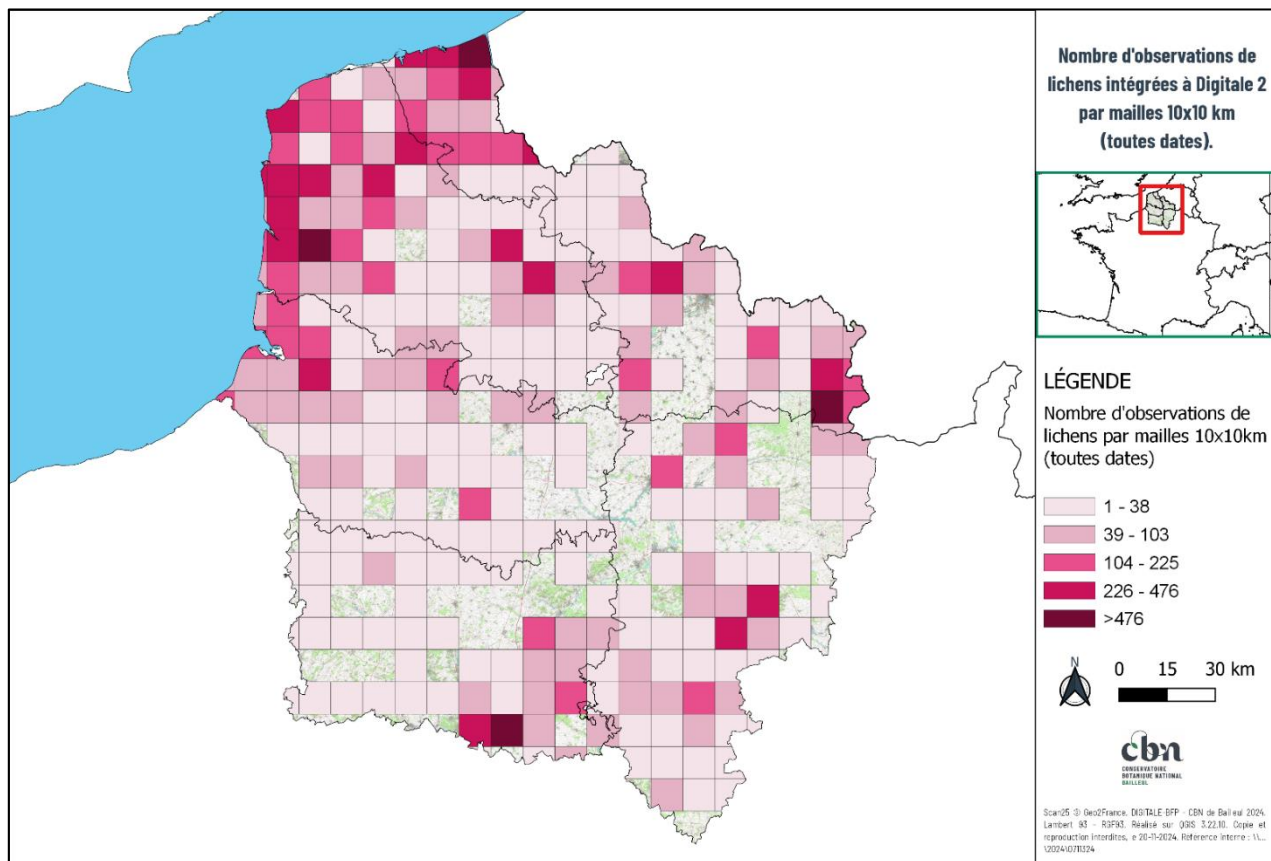 Nombre d'observations de
lichens intégrées à Digitale 2
par mailles 10x10 km
(toutes dates).
LÉGENDE
Nombre d'observations de
lichens par mailles 10x10km
(toutes dates)
1 - 38
39 - 103
104 - 225
226 - 476
>476
N
0 15 30 km
cbn
CONSERVATOIRE
BOTANIQUE NATIONAL
BAILLEUL
Scan25 © Geo2France, DIGITALE-BFP - CBN de Bailleul 2024.
Lambert 93 - RGF93. Réalisé sur QGIS 3.22.10. Copie et
reproduction interdites, e 20-11-2024. Référence interne : \\...
\2024\0711324